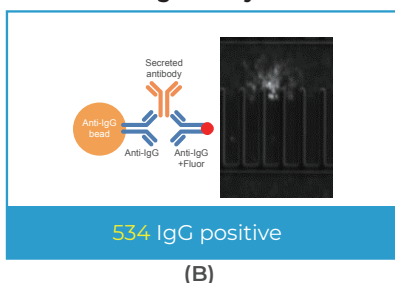 Secreted
antibody
Anti-IgG
bead
Anti-IgG
Anti-IgG
+Fluor
534 IgG positive
(B)